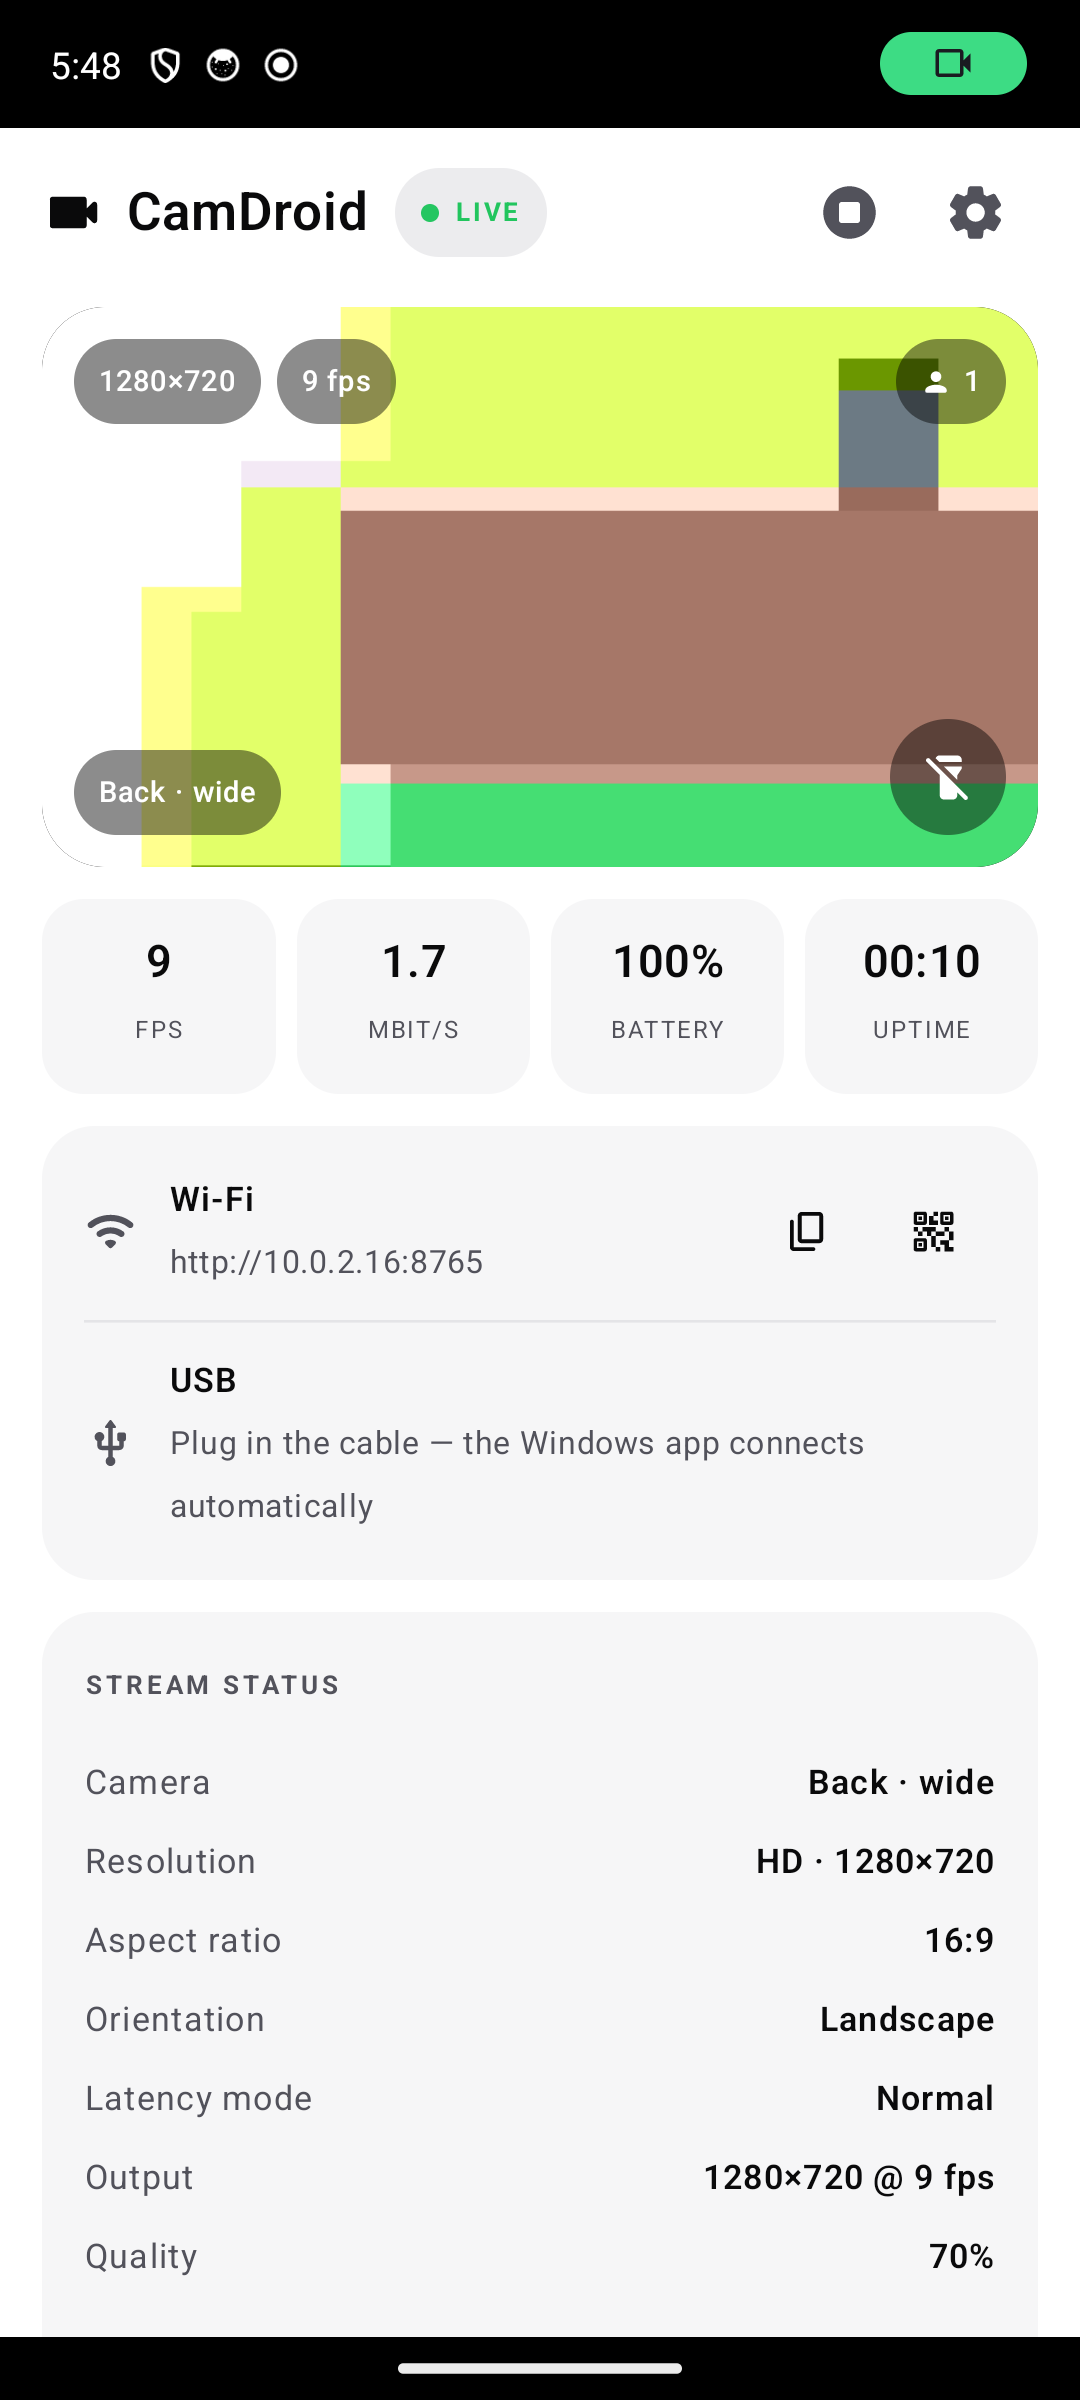 5:48
CamDroid
LIVE
1280×720
9 fps
1
Back · wide
9
FPS
1.7
MBIT/S
100%
BATTERY
00:10
UPTIME
Wi-Fi
http://10.0.2.16:8765
USB
Plug in the cable — the Windows app connects
automatically
STREAM STATUS
Camera
Back · wide
Resolution
HD · 1280×720
Aspect ratio
16:9
Orientation
Landscape
Latency mode
Normal
Output
1280×720 @ 9 fps
Quality
70%